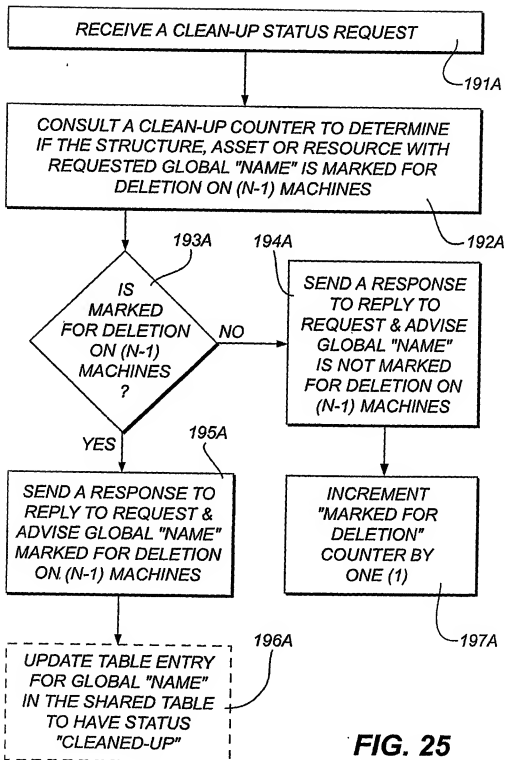 RECEIVE A CLEAN-UP STATUS REQUEST
191A
CONSULT A CLEAN-UP COUNTER TO DETERMINE
IF THE STRUCTURE, ASSET OR RESOURCE WITH
REQUESTED GLOBAL "NAME" IS MARKED FOR
DELETION ON (N-1) MACHINES
192A
193A
IS
MARKED
FOR DELETION
ON (N-1)
MACHINES
?
NO
YES
194A
SEND A RESPONSE
TO REPLY TO
REQUEST & ADVISE
GLOBAL "NAME"
IS NOT MARKED
FOR DELETION ON
(N-1) MACHINES
195A
SEND A RESPONSE TO
REPLY TO REQUEST &
ADVISE GLOBAL "NAME"
MARKED FOR DELETION
ON (N-1) MACHINES
INCREMENT
"MARKED FOR
DELETION"
COUNTER BY
ONE (1)
197A
196A
UPDATE TABLE ENTRY
FOR GLOBAL "NAME"
IN THE SHARED TABLE
TO HAVE STATUS
"CLEANED-UP"
FIG. 25